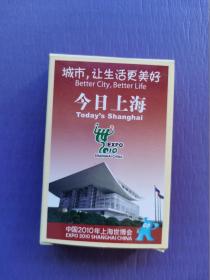 城市，让生活更美好
Better City, Better Life
今日上海
Today's Shanghai
EXPO
2010
SHANGHAI CHINA
中国2010年上海世博会
EXPO 2010 SHANGHAI CHINA